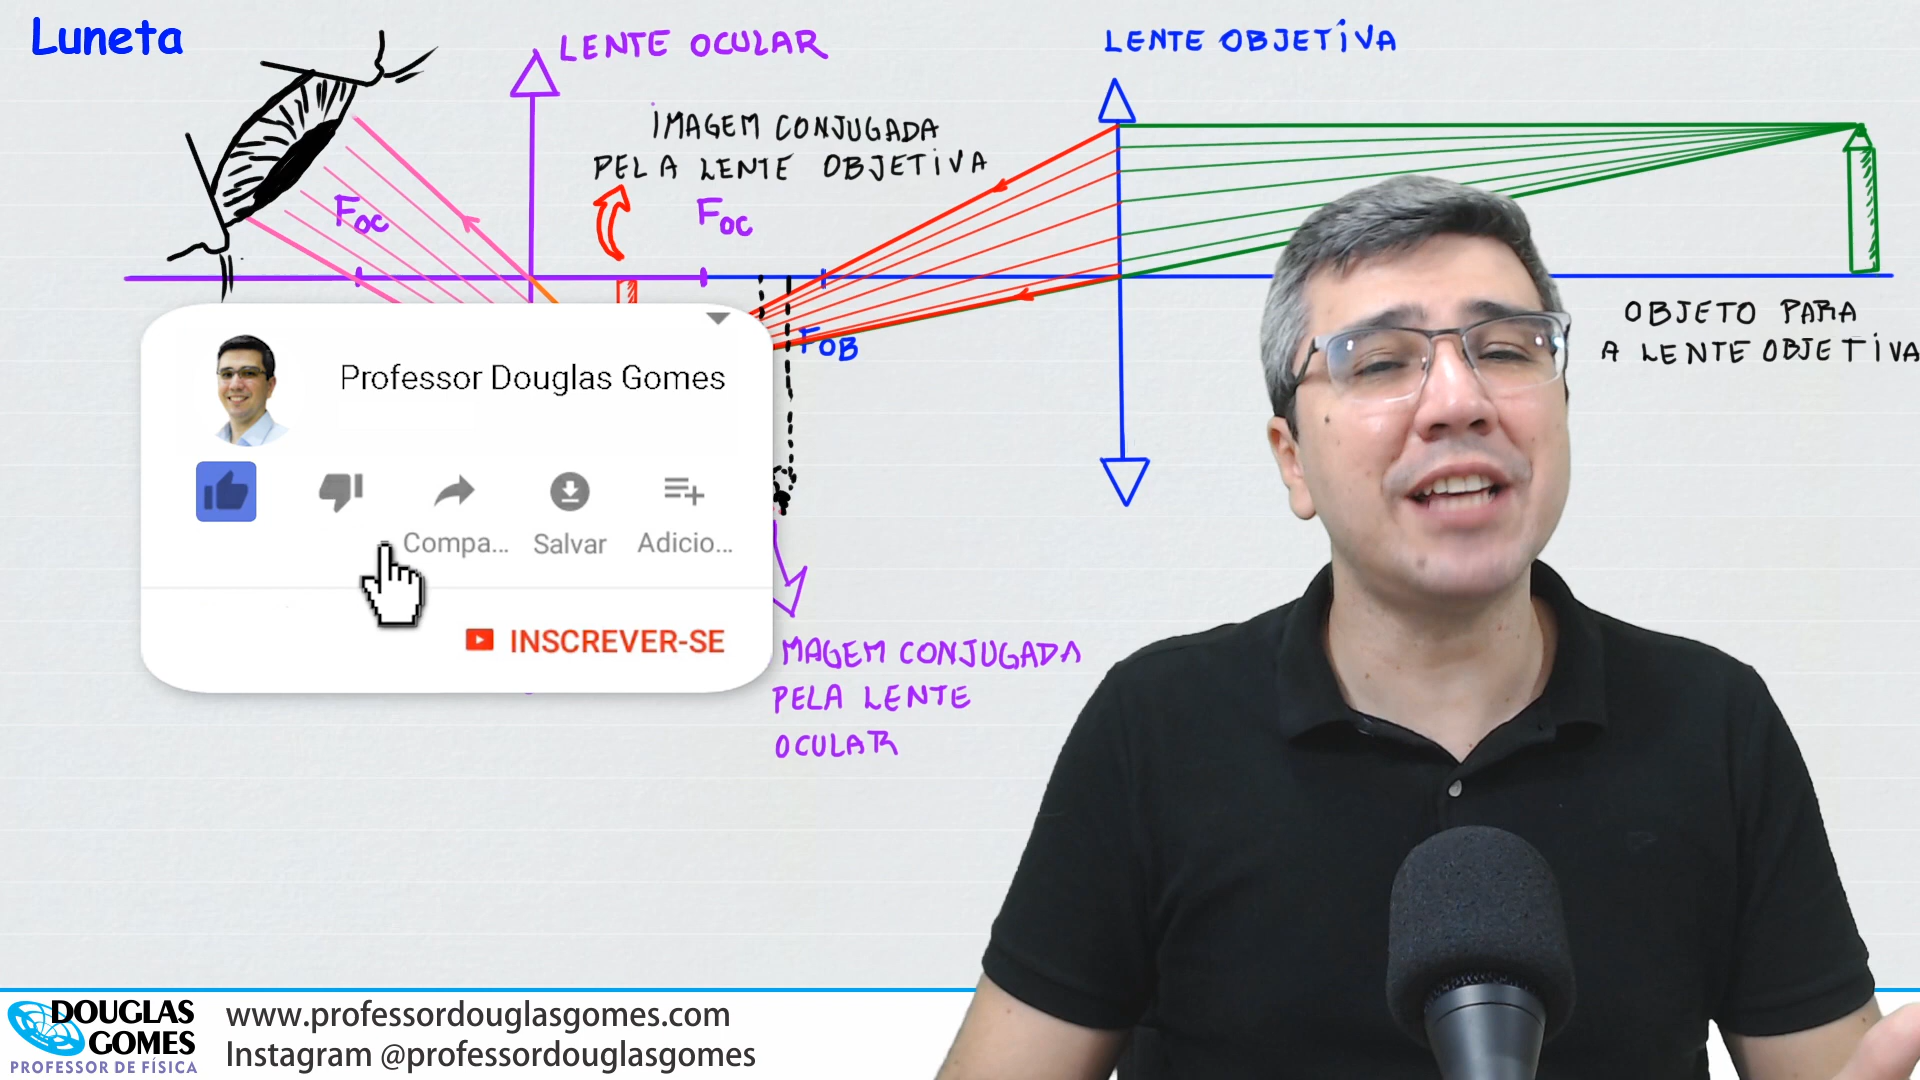 Luneta
LENTE OCULAR
LENTE OBJETIVA
IMAGEM CONJUGADA
PELA LENTE OBJETIVA
FOC
FOC
FOB
OBJETO PARA
A LENTE OBJETIVA
Professor Douglas Gomes
Compa...
Salvar
Adicio...
INSCREVER-SE
MAGEM CONJUGADA
PELA LENTE
OCULAR
DOUGLAS
GOMES
PROFESSOR DE FÍSICA
www.professordouglasgomes.com
Instagram @professordouglasgomes